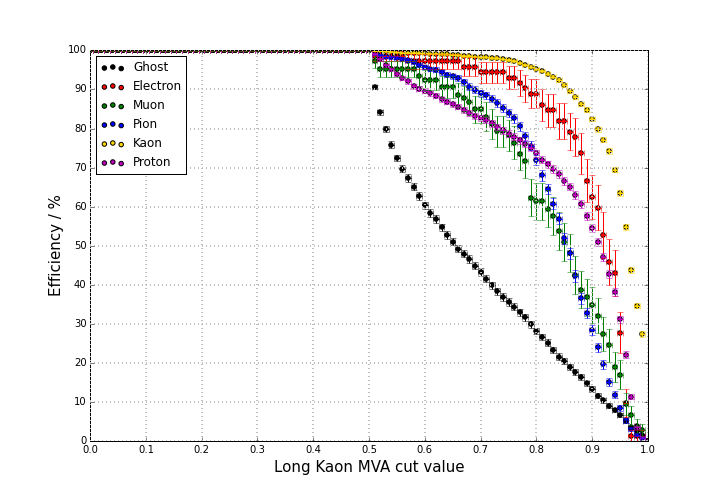 100
90
80
70
60
50
40
30
20
10
0
Efficiency / %
Ghost
Electron
Muon
Pion
Kaon
Proton
0.0 0.1 0.2 0.3 0.4 0.5 0.6 0.7 0.8 0.9 1.0
Long Kaon MVA cut value